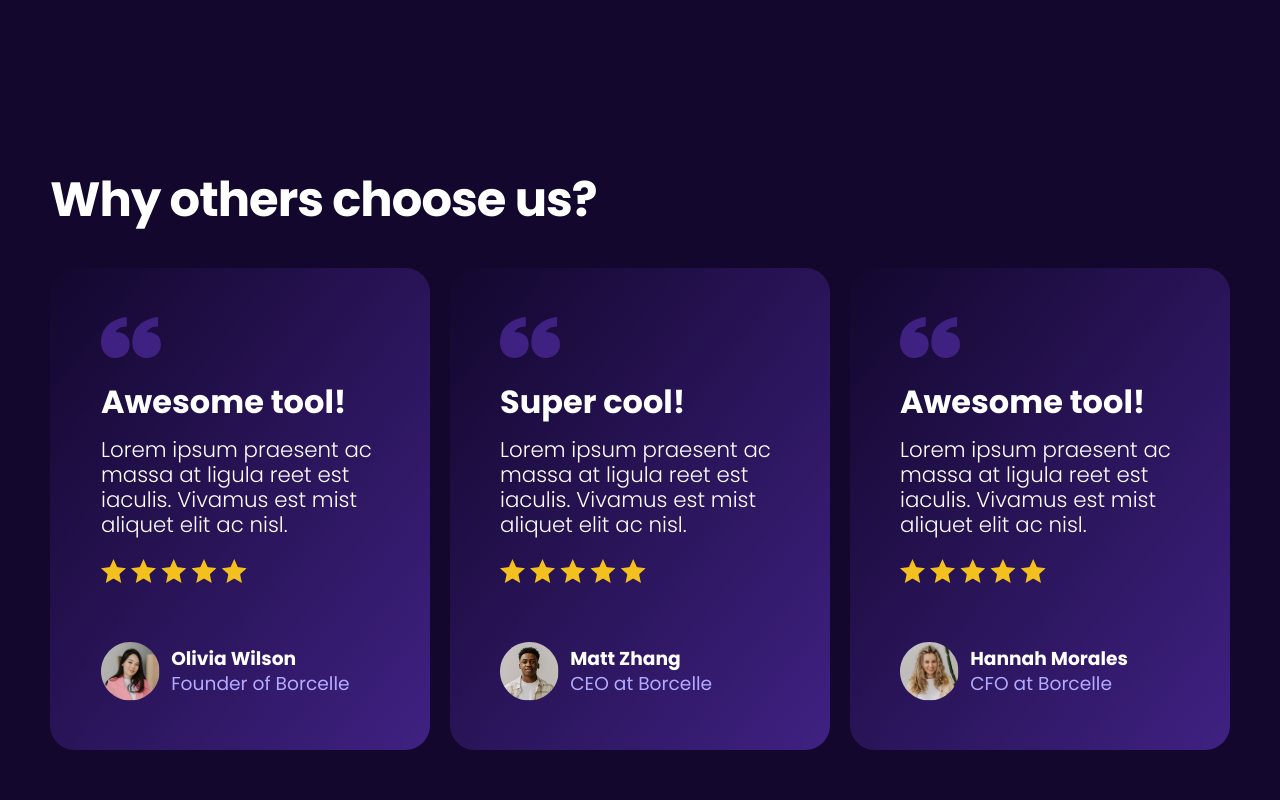 Why others choose us?
“
Awesome tool!
Lorem ipsum praesent ac
massa at ligula reet est
iaculis. Vivamus est mist
aliquet elit ac nisl.
Olivia Wilson
Founder of Borcelle
“
Super cool!
Lorem ipsum praesent ac
massa at ligula reet est
iaculis. Vivamus est mist
aliquet elit ac nisl.
Matt Zhang
CEO at Borcelle
“
Awesome tool!
Lorem ipsum praesent ac
massa at ligula reet est
iaculis. Vivamus est mist
aliquet elit ac nisl.
Hannah Morales
CFO at Borcelle